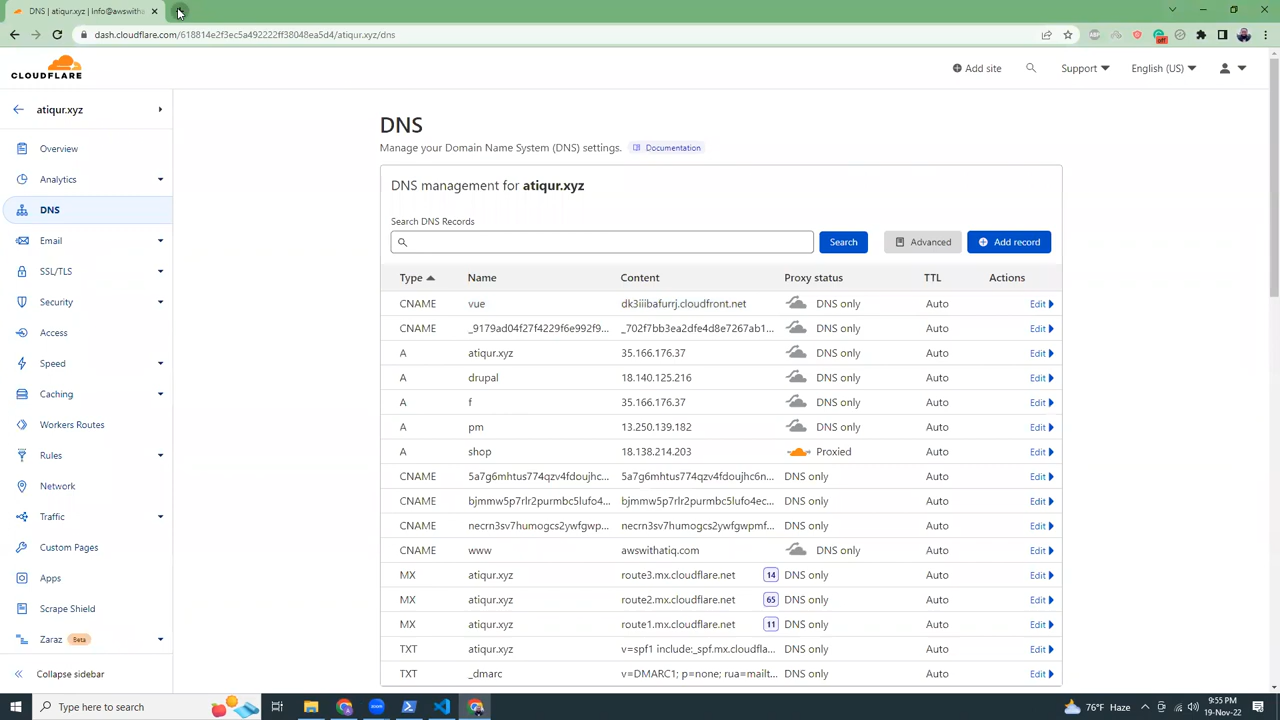 DNS | atiqur.xyz | Info@awswitha
dash.cloudflare.com/618814e2f3ec5a492222ff38048ea5d4/atiqur.xyz/dns
off
CLOUDFLARE
Add site
Support
English (US)
atiqur.xyz
Overview
Analytics
DNS
Email
SSL/TLS
Security
Access
Speed
Caching
Workers Routes
Rules
Network
Traffic
Custom Pages
Apps
Scrape Shield
Zaraz Beta
Collapse sidebar
DNS
Manage your Domain Name System (DNS) settings. Documentation
DNS management for atiqur.xyz
Search DNS Records
Search Advanced Add record
Type Name Content Proxy status TTL Actions
CNAME vue dk3iiibafurrj.cloudfront.net DNS only Auto Edit
CNAME _9179ad04f27f4229f6e992f9... _702f7bb3ea2dfe4d8e7267ab1... DNS only Auto Edit
A atiqur.xyz 35.166.176.37 DNS only Auto Edit
A drupal 18.140.125.216 DNS only Auto Edit
A f 35.166.176.37 DNS only Auto Edit
A pm 13.250.139.182 DNS only Auto Edit
A shop 18.138.214.203 Proxied Auto Edit
CNAME 5a7g6mhtus774qzv4fdoujhc... 5a7g6mhtus774qzv4fdoujhc6n... DNS only Auto Edit
CNAME bjmmw5p7rlr2purmbc5lufo4... bjmmw5p7rlr2purmbc5lufo4ec... DNS only Auto Edit
CNAME necrn3sv7humogcs2ywfgwp... necrn3sv7humogcs2ywfgwpmf... DNS only Auto Edit
CNAME www awswithatiq.com DNS only Auto Edit
MX atiqur.xyz route3.mx.cloudflare.net 14 DNS only Auto Edit
MX atiqur.xyz route2.mx.cloudflare.net 65 DNS only Auto Edit
MX atiqur.xyz route1.mx.cloudflare.net 11 DNS only Auto Edit
TXT atiqur.xyz v=spf1 include:_spf.mx.cloudfla... DNS only Auto Edit
TXT _dmarc v=DMARC1; p=none; rua=mailt... DNS only Auto Edit
Type here to search
76°F Haze
9:55 PM
19-Nov-22